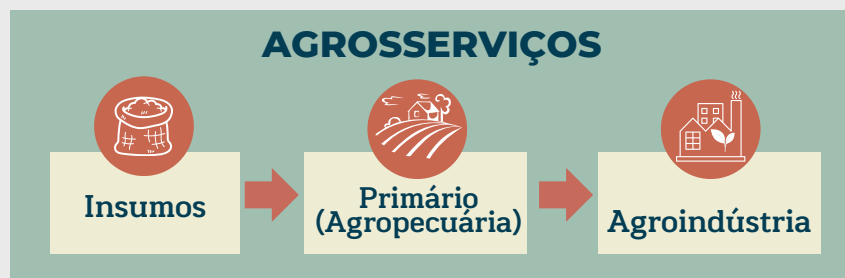 AGROSSERVIÇOS
Insumos
Primário
(Agropecuária)
Agroindústria